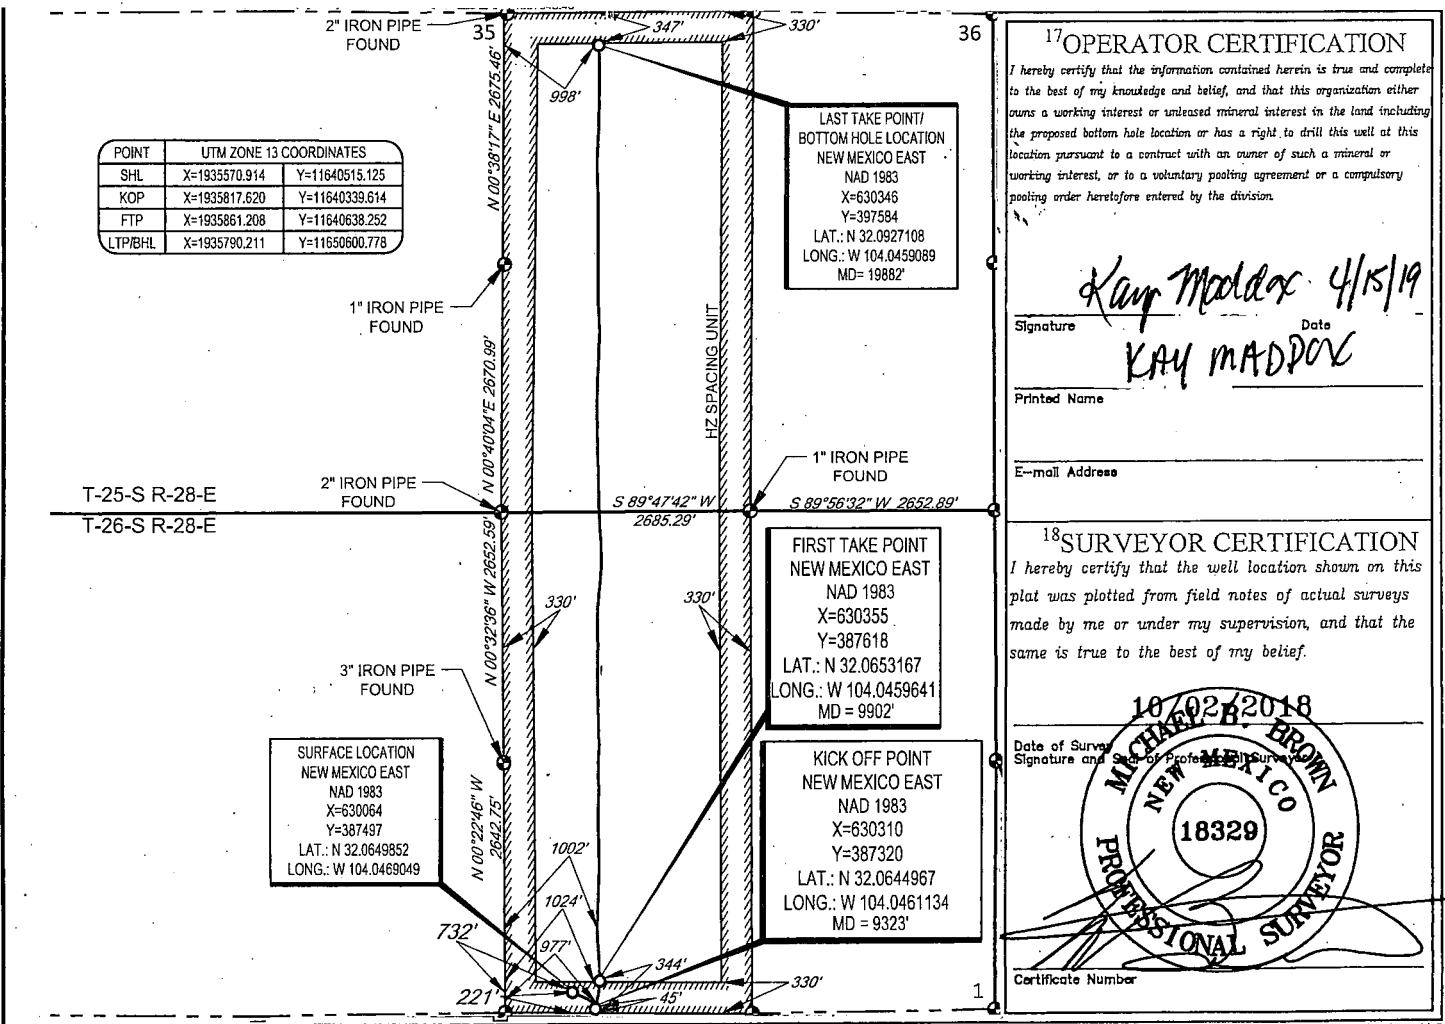 2" IRON PIPE
FOUND
35
347'
330'
36
998'
N 00°38'17" E 2675.46'
POINT UTM ZONE 13 COORDINATES
SHL X=1935570.914 Y=11640515.125
KOP X=1935817.620 Y=11640339.614
FTP X=1935861.208 Y=11640638.252
LTP/BHL X=1935790.211 Y=11650600.778
LAST TAKE POINT/
BOTTOM HOLE LOCATION
NEW MEXICO EAST
NAD 1983
X=630346
Y=397584
LAT.: N 32.0927108
LONG.: W 104.0459089
MD= 19882'
1" IRON PIPE
FOUND
N 00°40'04" E 2670.99'
HZ SPACING UNIT
2" IRON PIPE
FOUND
1" IRON PIPE
FOUND
T-25-S R-28-E
T-26-S R-28-E
S 89°47'42" W
2685.29'
S 89°56'32" W 2652.89'
N 00°32'36" W 2652.59'
330'
330'
FIRST TAKE POINT
NEW MEXICO EAST
NAD 1983
X=630355
Y=387618
LAT.: N 32.0653167
LONG.: W 104.0459641
MD = 9902'
3" IRON PIPE
FOUND
SURFACE LOCATION
NEW MEXICO EAST
NAD 1983
X=630064
Y=387497
LAT.: N 32.0649852
LONG.: W 104.0469049
N 00°22'46" W
2642.75'
KICK OFF POINT
NEW MEXICO EAST
NAD 1983
X=630310
Y=387320
LAT.: N 32.0644967
LONG.: W 104.0461134
MD = 9323'
1002'
1024'
732'
977'
344'
330'
221'
45'
1
17OPERATOR CERTIFICATION
I hereby certify that the information contained herein is true and complete
to the best of my knowledge and belief, and that this organization either
owns a working interest or unleased mineral interest in the land including
the proposed bottom hole location or has a right to drill this well at this
location pursuant to a contract with an owner of such a mineral or
working interest, or to a voluntary pooling agreement or a compulsory
pooling order heretofore entered by the division.
Kay Maddox 4/15/19
Signature Date
KAY MADDOX
Printed Name
E-mail Address
18SURVEYOR CERTIFICATION
I hereby certify that the well location shown on this
plat was plotted from field notes of actual surveys
made by me or under my supervision, and that the
same is true to the best of my belief.
10/02/2018
Date of Survey
Signature and Seal of Professional Surveyor
MICHAEL B. BROWN
NEW MEXICO
18329
PROFESSIONAL SURVEYOR
Certificate Number